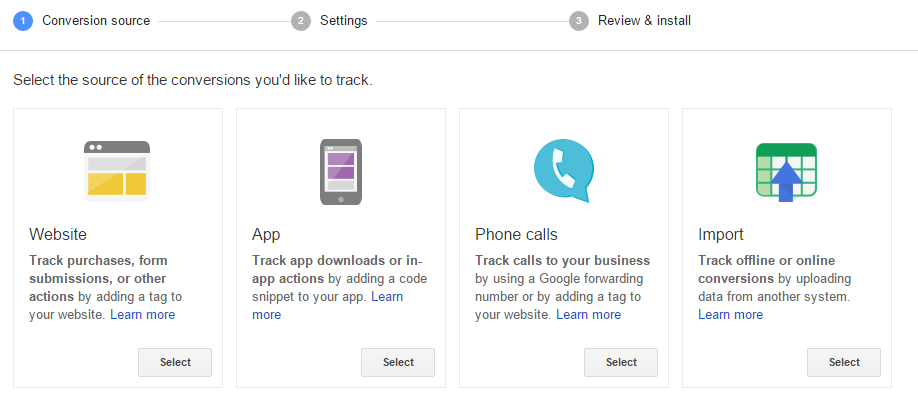 1 Conversion source
2 Settings
3 Review & install
Select the source of the conversions you'd like to track.
Website
Track purchases, form
submissions, or other
actions by adding a tag to
your website. Learn more
Select
App
Track app downloads or in-
app actions by adding a code
snippet to your app. Learn
more
Select
Phone calls
Track calls to your business
by using a Google forwarding
number or by adding a tag to
your website. Learn more
Select
Import
Track offline or online
conversions by uploading
data from another system.
Learn more
Select